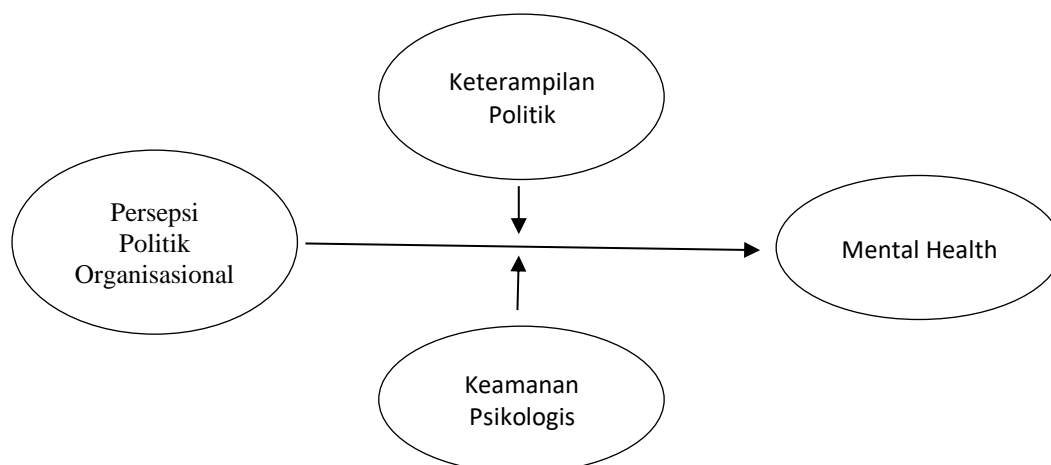 Keterampilan
Politik
Persepsi
Politik
Organisasional
Mental Health
Keamanan
Psikologis